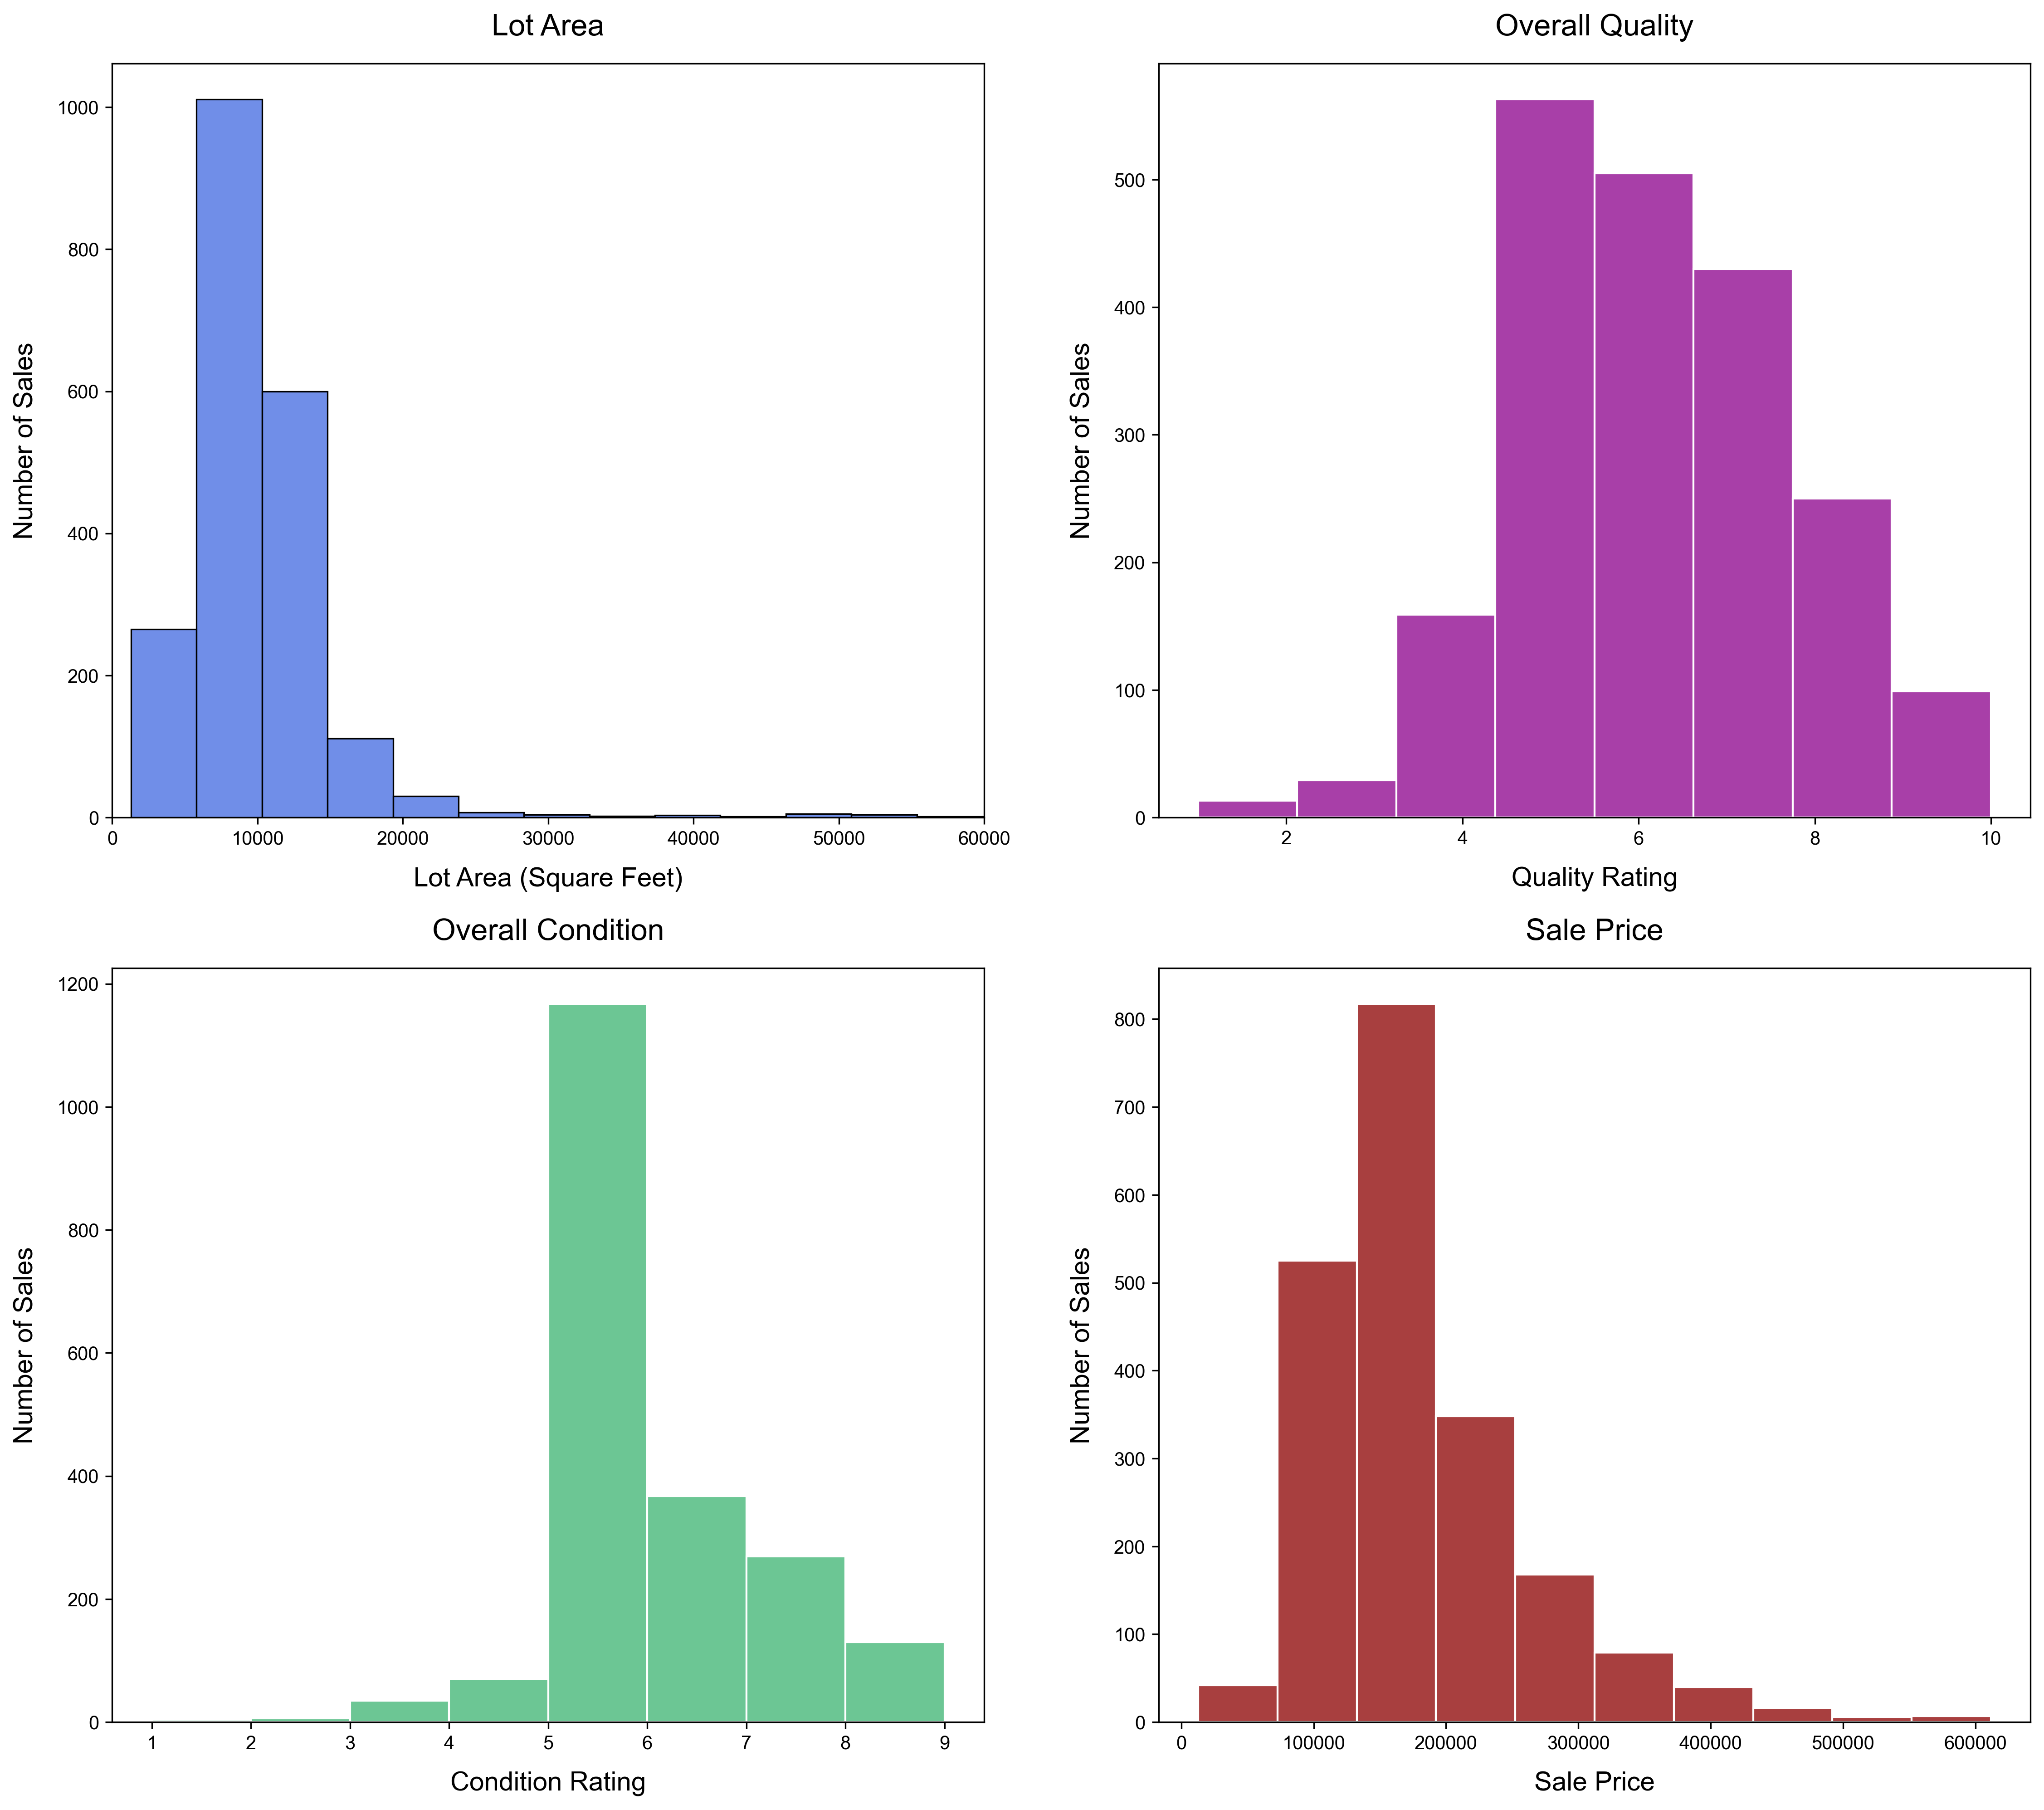 Lot Area
1000
800
600
400
200
0
Number of Sales
0 10000 20000 30000 40000 50000 60000
Lot Area (Square Feet)
Overall Quality
500
400
300
200
100
0
Number of Sales
2 4 6 8 10
Quality Rating
Overall Condition
1200
1000
800
600
400
200
0
Number of Sales
1 2 3 4 5 6 7 8 9
Condition Rating
Sale Price
800
700
600
500
400
300
200
100
0
Number of Sales
0 100000 200000 300000 400000 500000 600000
Sale Price